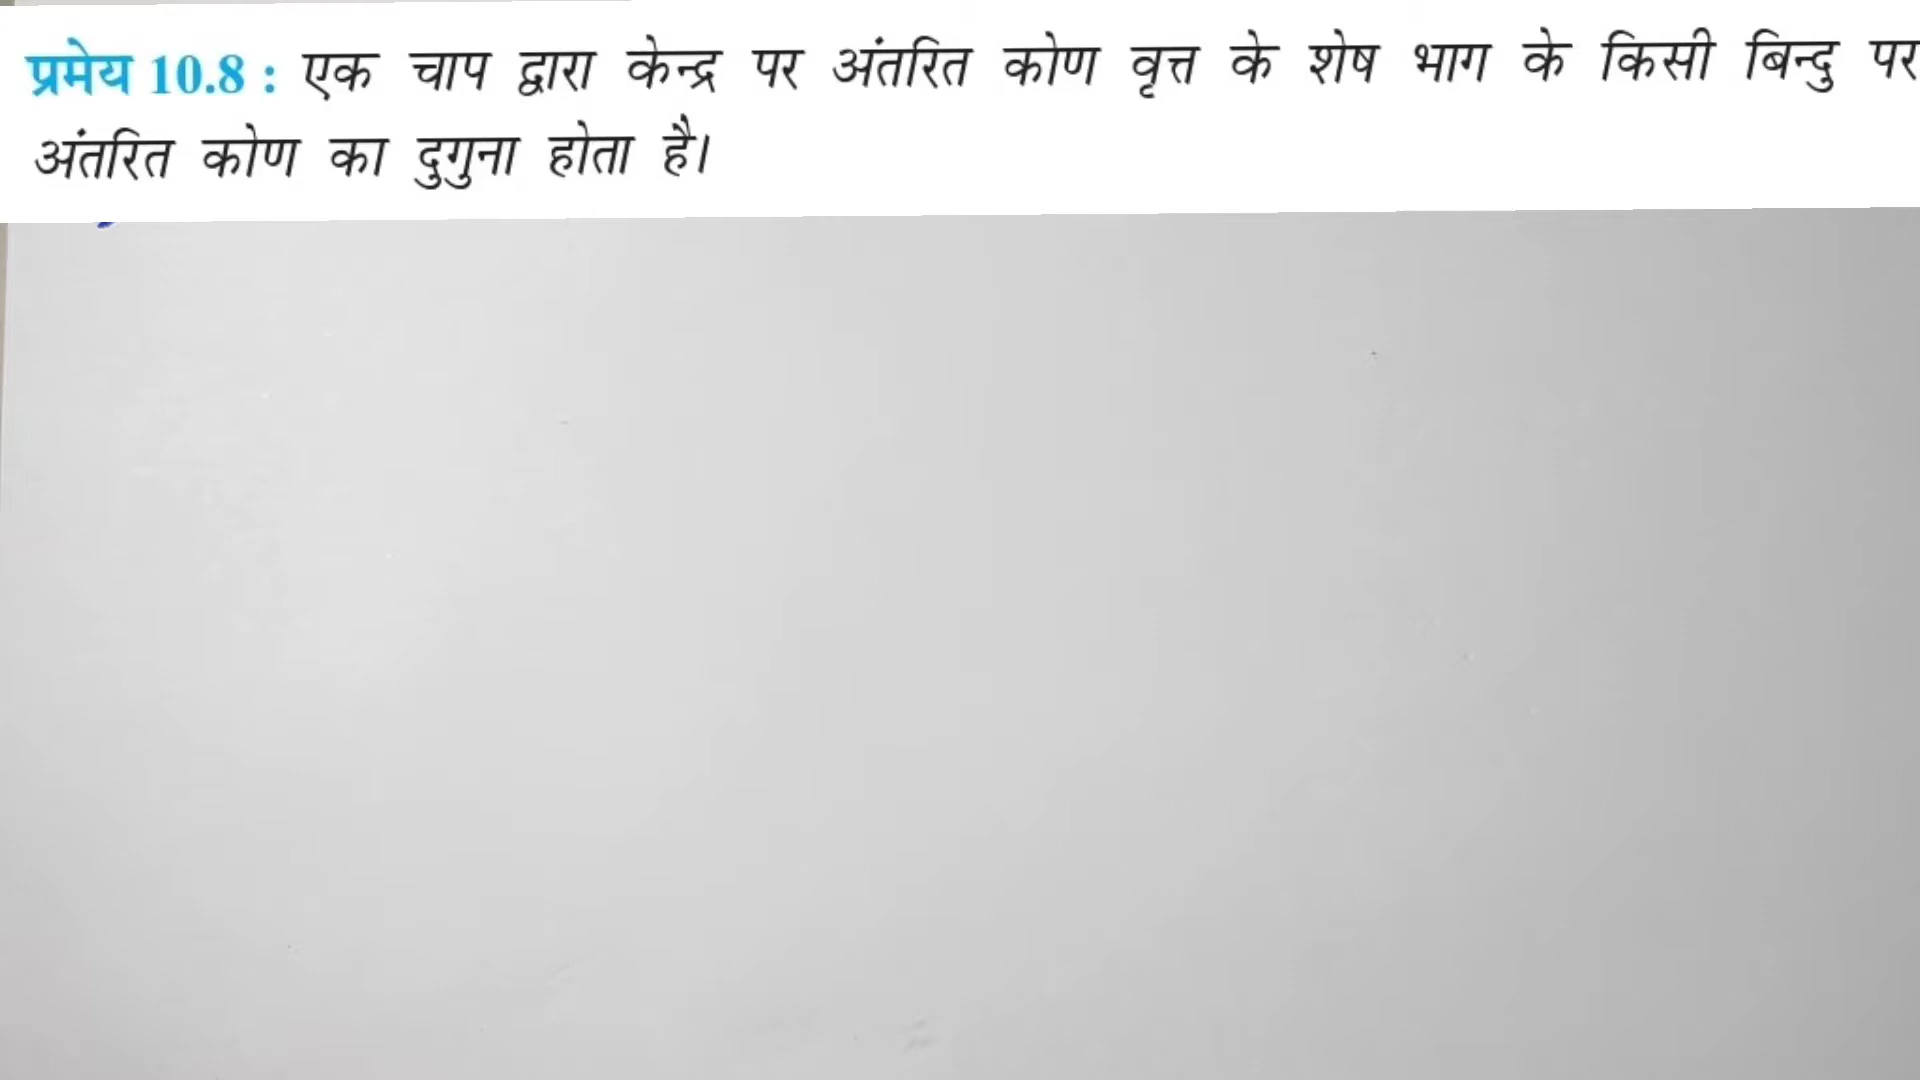 प्रमेय 10.8 : एक चाप द्वारा केन्द्र पर अंतरित कोण वृत्त के शेष भाग के किसी बिन्दु पर
अंतरित कोण का दुगुना होता है।